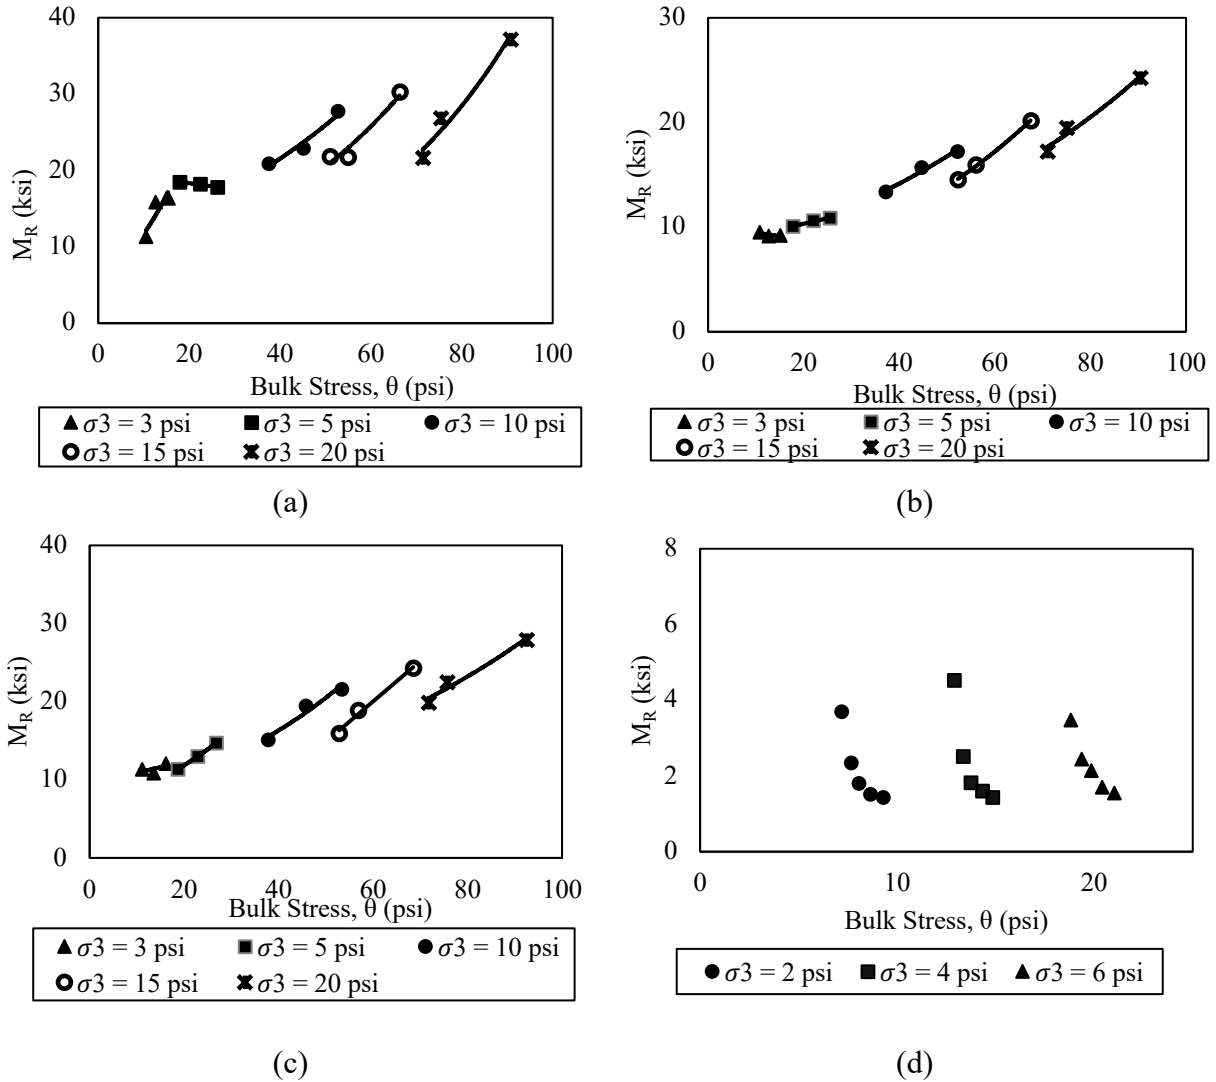 40
30
20
10
0
M_R (ksi)
0 20 40 60 80 100
Bulk Stress, θ (psi)
σ3 = 3 psi σ3 = 5 psi σ3 = 10 psi
σ3 = 15 psi σ3 = 20 psi
(a)
30
20
10
0
M_R (ksi)
0 20 40 60 80 100
Bulk Stress, θ (psi)
σ3 = 3 psi σ3 = 5 psi σ3 = 10 psi
σ3 = 15 psi σ3 = 20 psi
(b)
40
30
20
10
0
M_R (ksi)
0 20 40 60 80 100
Bulk Stress, θ (psi)
σ3 = 3 psi σ3 = 5 psi σ3 = 10 psi
σ3 = 15 psi σ3 = 20 psi
(c)
8
6
4
2
0
M_R (ksi)
0 10 20
Bulk Stress, θ (psi)
σ3 = 2 psi σ3 = 4 psi σ3 = 6 psi
(d)